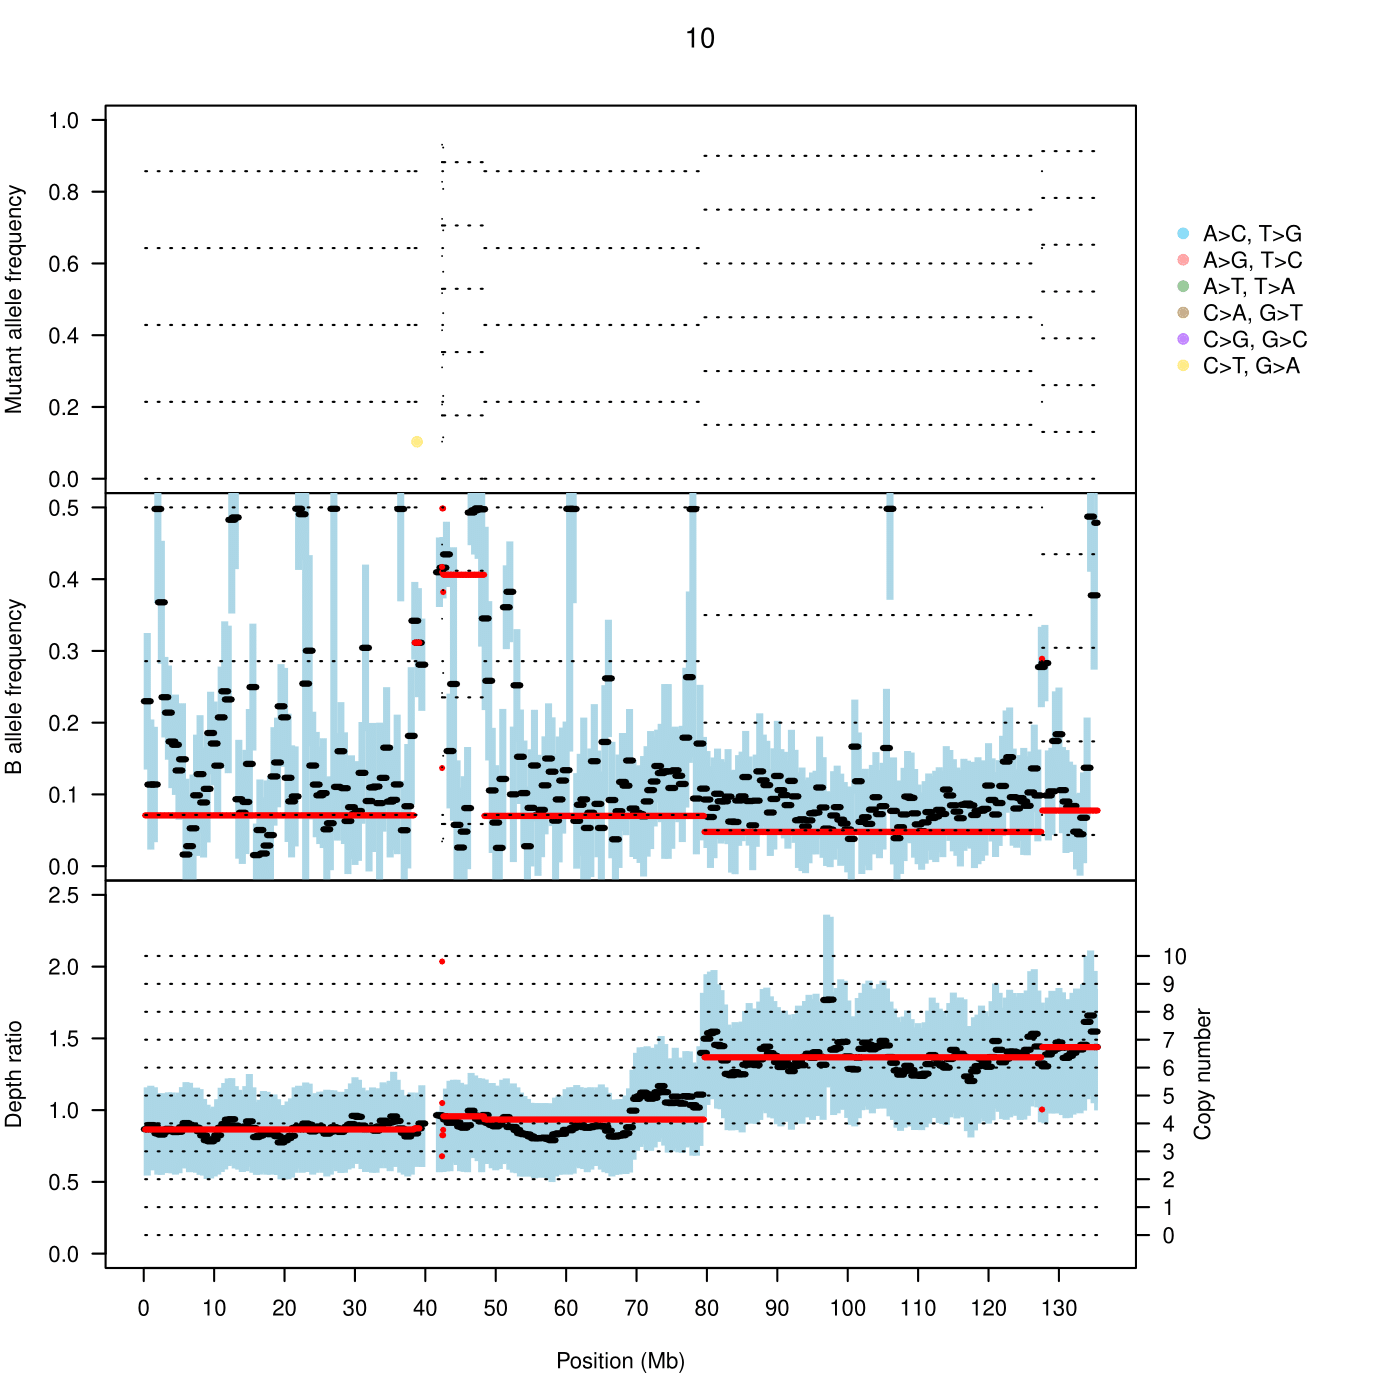 10
Mutant allele frequency
1.0
0.8
0.6
0.4
0.2
0.0
A>C, T>G
A>G, T>C
A>T, T>A
C>A, G>T
C>G, G>C
C>T, G>A
B allele frequency
0.5
0.4
0.3
0.2
0.1
0.0
Depth ratio
2.5
2.0
1.5
1.0
0.5
0.0
10
9
8
7
6
5
4
3
2
1
0
Copy number
0 10 20 30 40 50 60 70 80 90 100 110 120 130
Position (Mb)